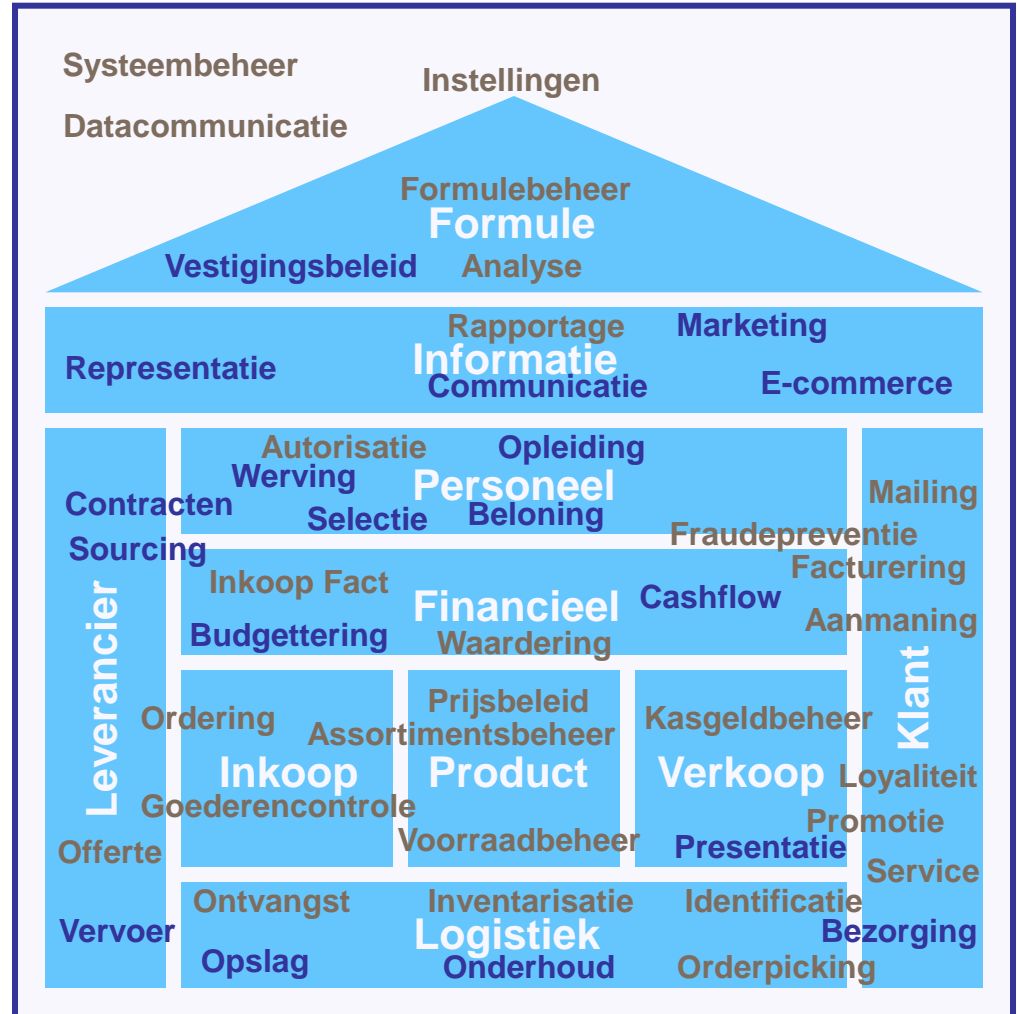 Systeembeheer
Instellingen
Datacommunicatie
Formulebeheer
Formule
Vestigingsbeleid
Analyse
Rapportage
Marketing
Informatie
Representatie
Communicatie
E-commerce
Autorisatie
Opleiding
Werving
Personeel
Mailing
Contracten
Selectie
Beloning
Fraudepreventie
Sourcing
Facturering
Inkoop Fact
Financieel
Cashflow
Aanmaning
Budgettering
Waardering
Leverancier
Klant
Prijsbeleid
Ordering
Assortimentsbeheer
Kasgeldbeheer
Inkoop
Product
Verkoop
Loyaliteit
Goederencontrole
Promotie
Offerte
Voorraadbeheer
Presentatie
Service
Ontvangst
Inventarisatie
Identificatie
Vervoer
Logistiek
Bezorging
Opslag
Onderhoud
Orderpicking